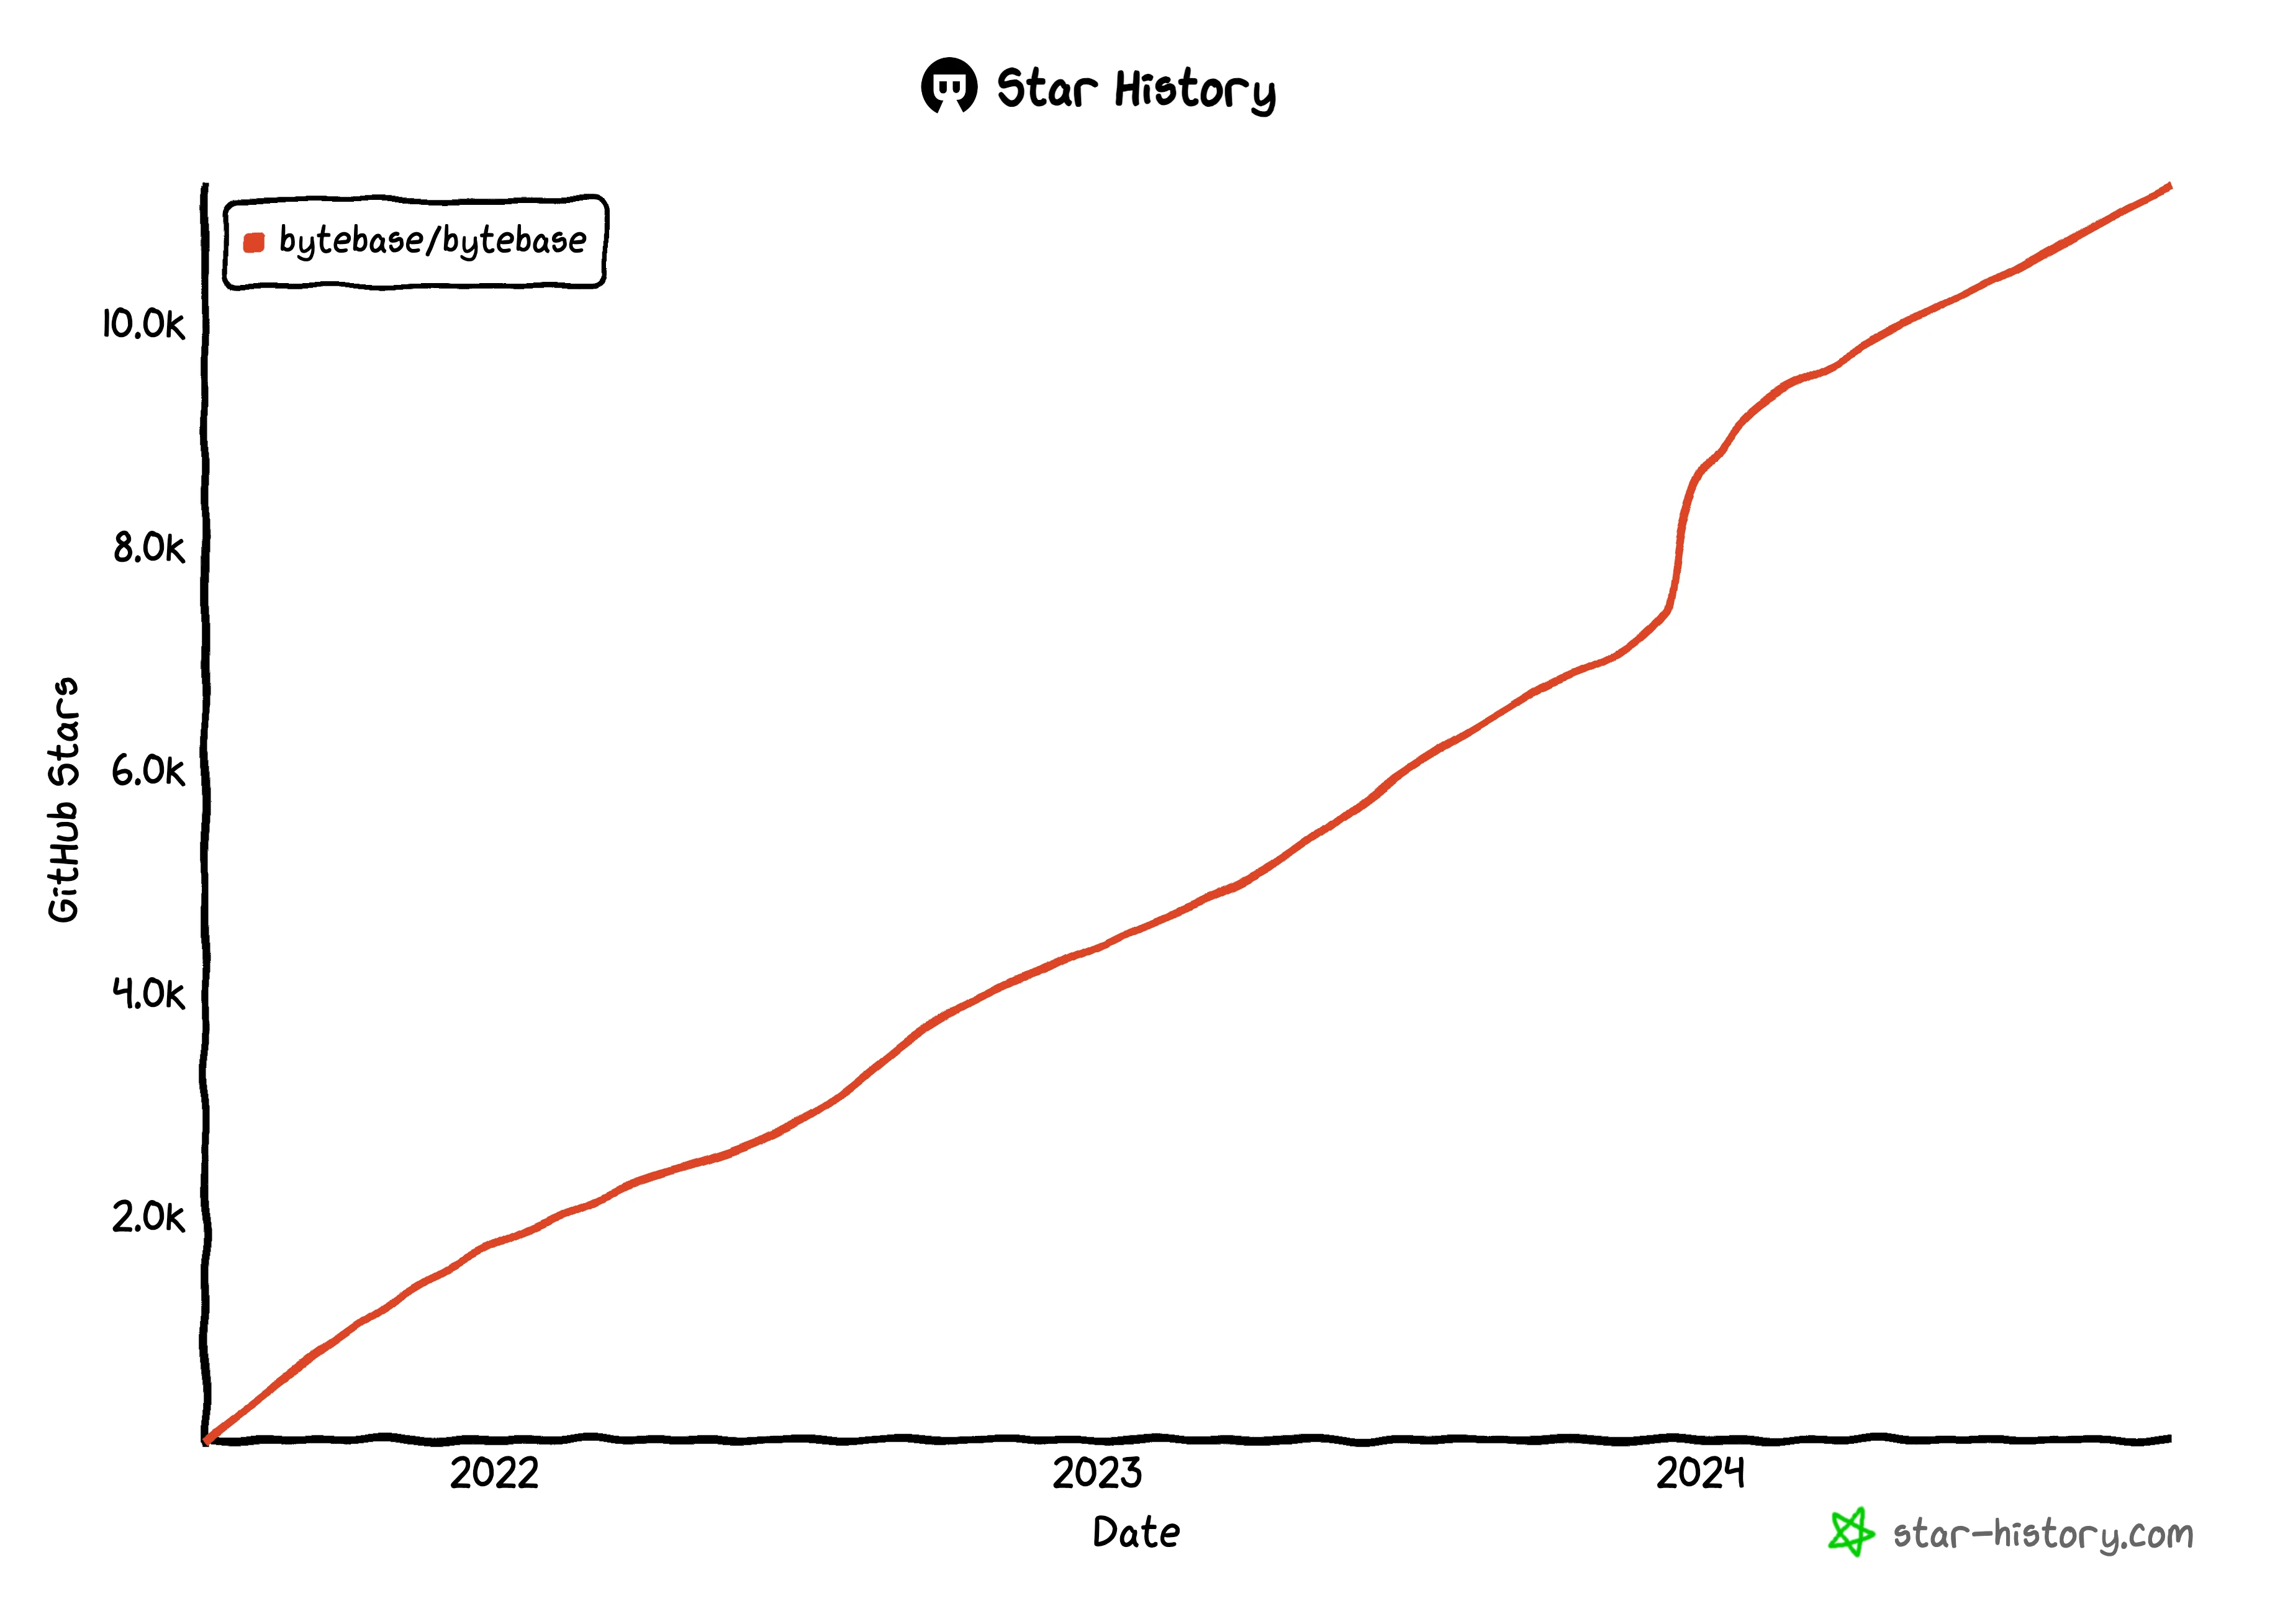 Star History
bytebase/bytebase
10.0K
8.0K
6.0K
4.0K
2.0K
GitHub Stars
2022
2023
2024
Date
star-history.com